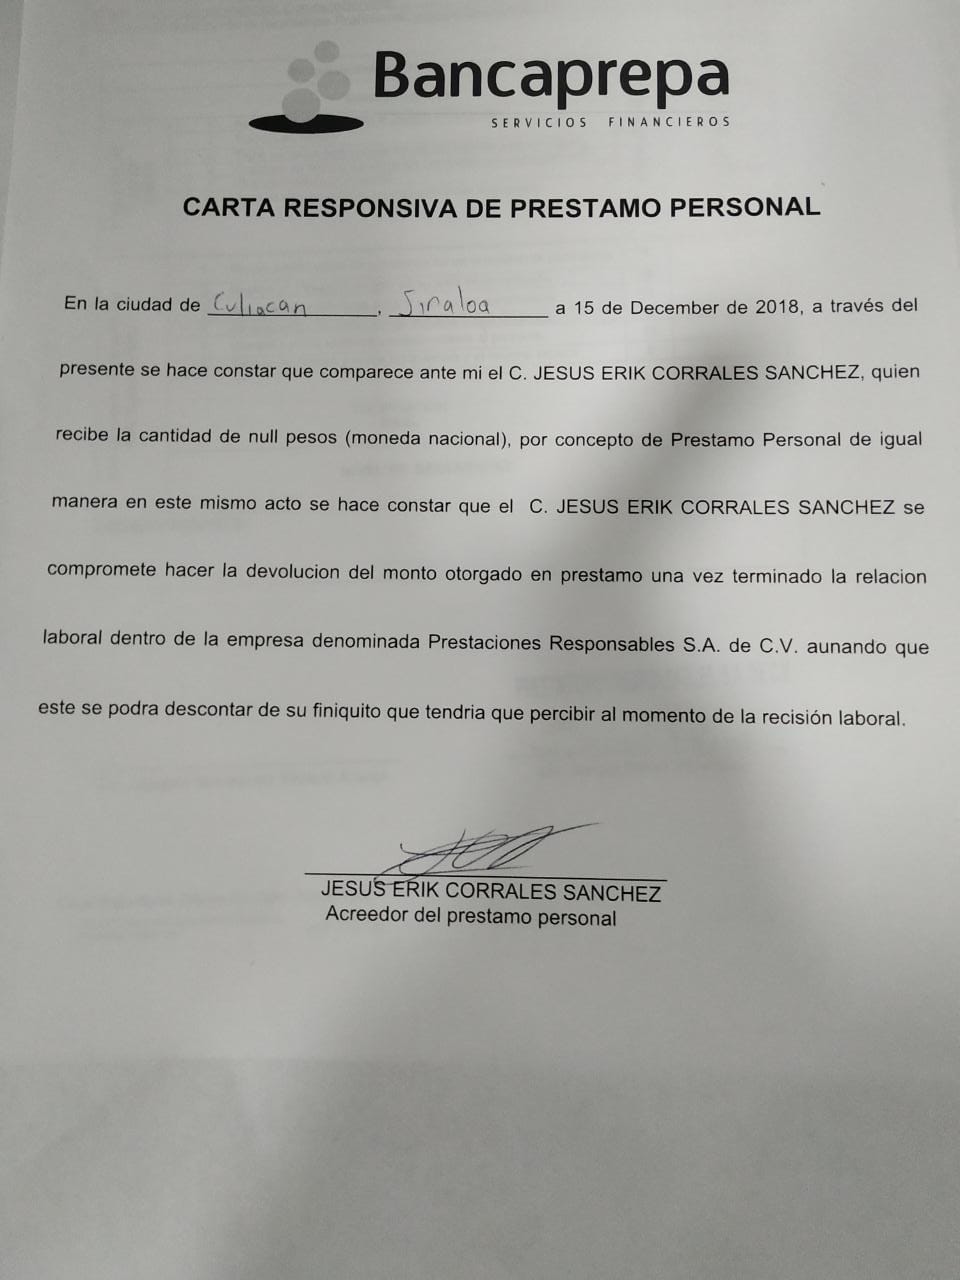 Bancaprepa
SERVICIOS FINANCIEROS
CARTA RESPONSIVA DE PRESTAMO PERSONAL
En la ciudad de Culiacan, Sinaloa a 15 de December de 2018, a través del
presente se hace constar que comparece ante mi el C. JESUS ERIK CORRALES SANCHEZ, quien
recibe la cantidad de null pesos (moneda nacional), por concepto de Prestamo Personal de igual
manera en este mismo acto se hace constar que el C. JESUS ERIK CORRALES SANCHEZ se
compromete hacer la devolucion del monto otorgado en prestamo una vez terminado la relacion
laboral dentro de la empresa denominada Prestaciones Responsables S.A. de C.V. aunando que
este se podra descontar de su finiquito que tendria que percibir al momento de la recisión laboral.
JESUS ERIK CORRALES SANCHEZ
Acreedor del prestamo personal